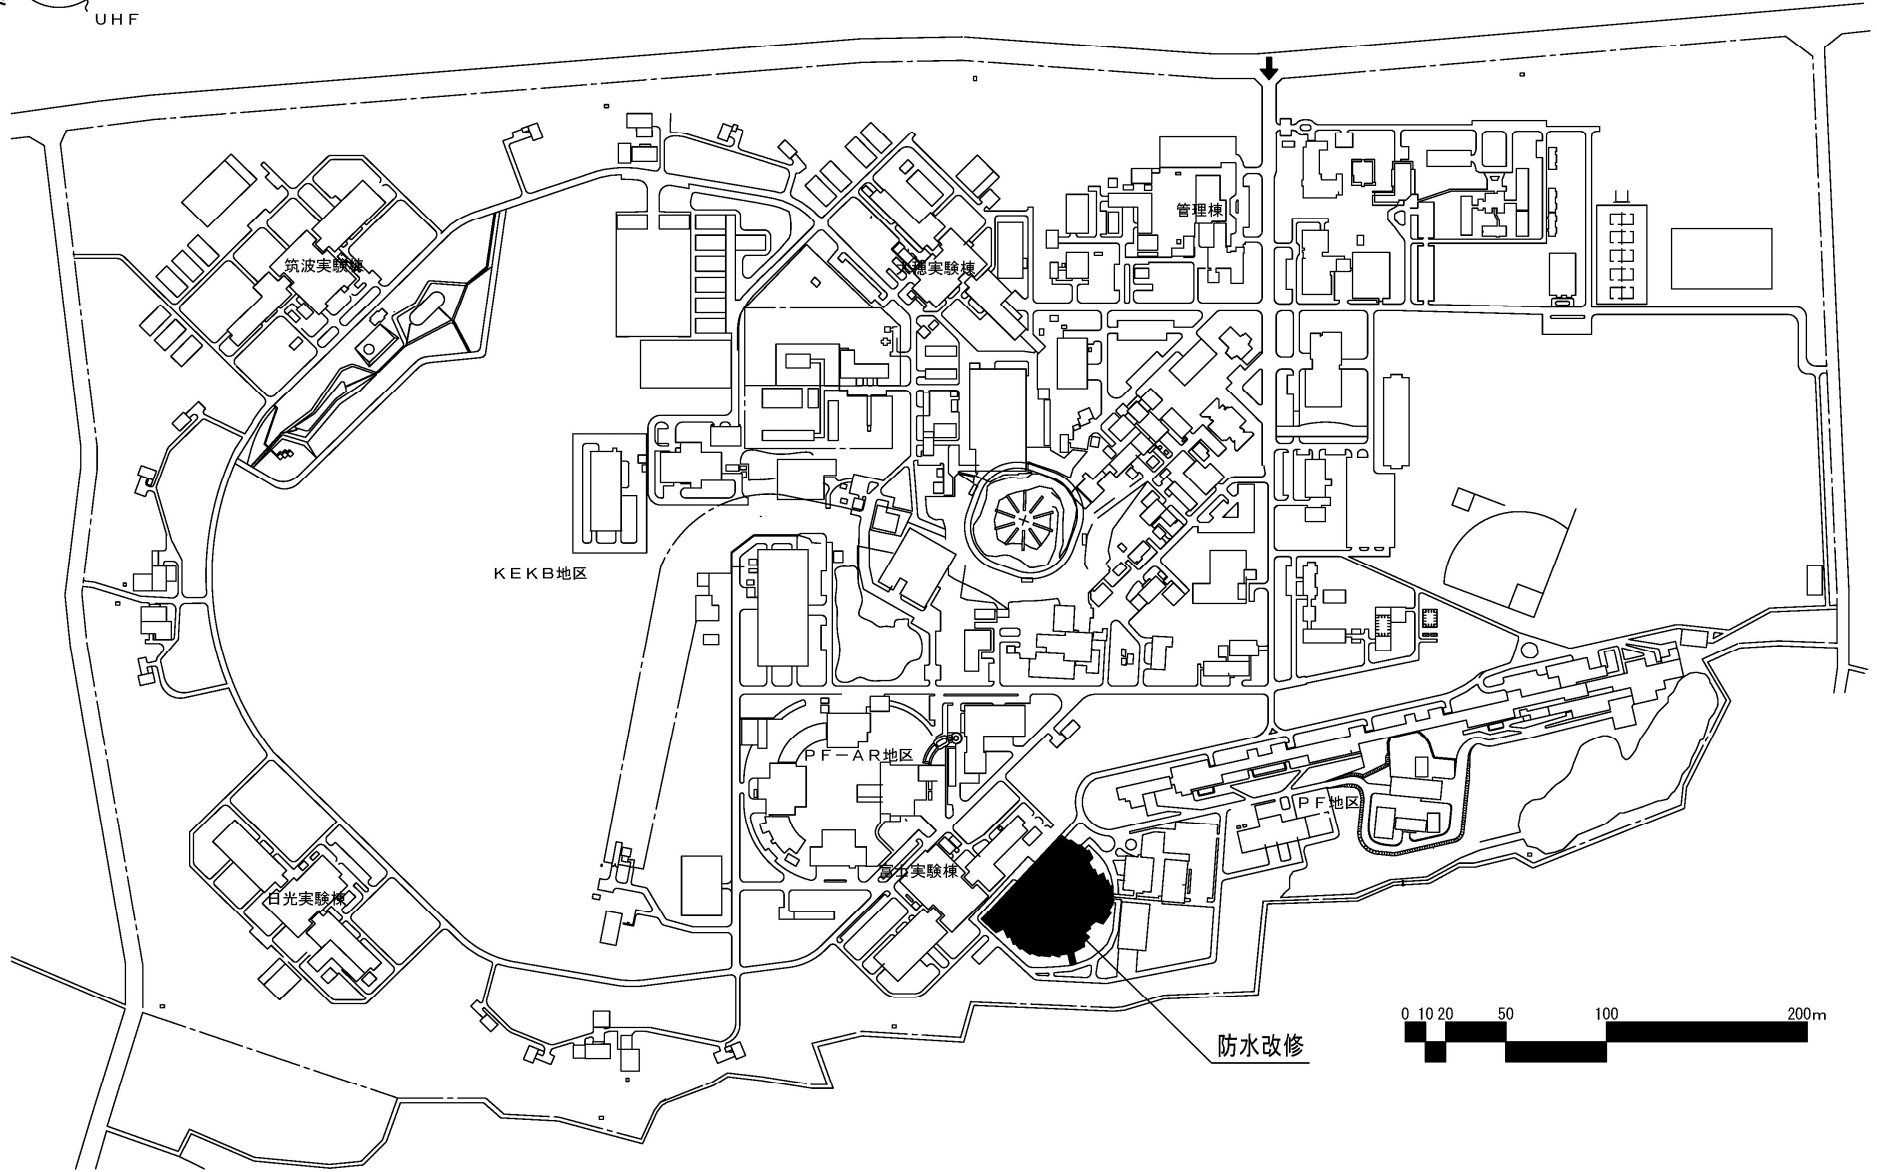 ＵＨＦ
管理棟
筑波実験棟
大穂実験棟
ＫＥＫＢ地区
ＰＦ－ＡＲ地区
ＰＦ地区
富士実験棟
日光実験棟
0 10 20 50 100 200m
防水改修